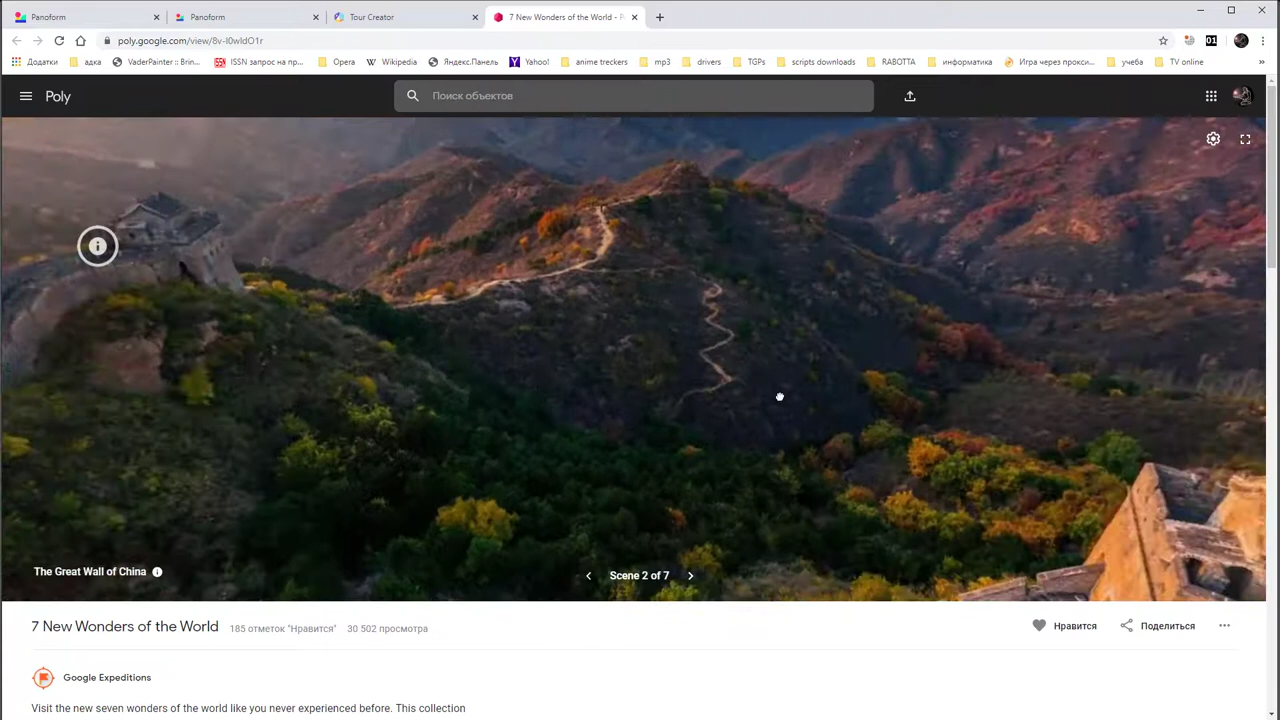 Panoform
Panoform
Tour Creator
7 New Wonders of the World - P
poly.google.com/view/8v-I0wIdO1r
Додатки
адка
VaderPainter :: Brin...
ISSN запрос на пр...
Opera
Wikipedia
Яндекс.Панель
Yahoo!
anime treckers
mp3
drivers
TGPs
scripts downloads
RABOTTA
информатика
Игра через прокси...
учеба
TV online
Poly
Поиск объектов
The Great Wall of China
Scene 2 of 7
7 New Wonders of the World
185 отметок "Нравится"
30 502 просмотра
Нравится
Поделиться
Google Expeditions
Visit the new seven wonders of the world like you never experienced before. This collection